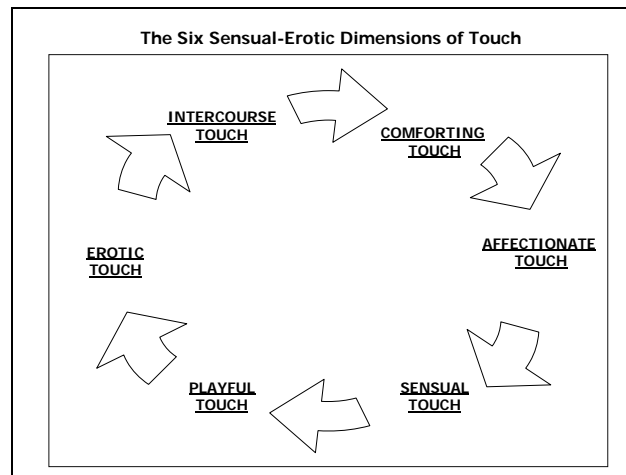 The Six Sensual-Erotic Dimensions of Touch
INTERCOURSE
TOUCH
COMFORTING
TOUCH
AFFECTIONATE
TOUCH
SENSUAL
TOUCH
PLAYFUL
TOUCH
EROTIC
TOUCH